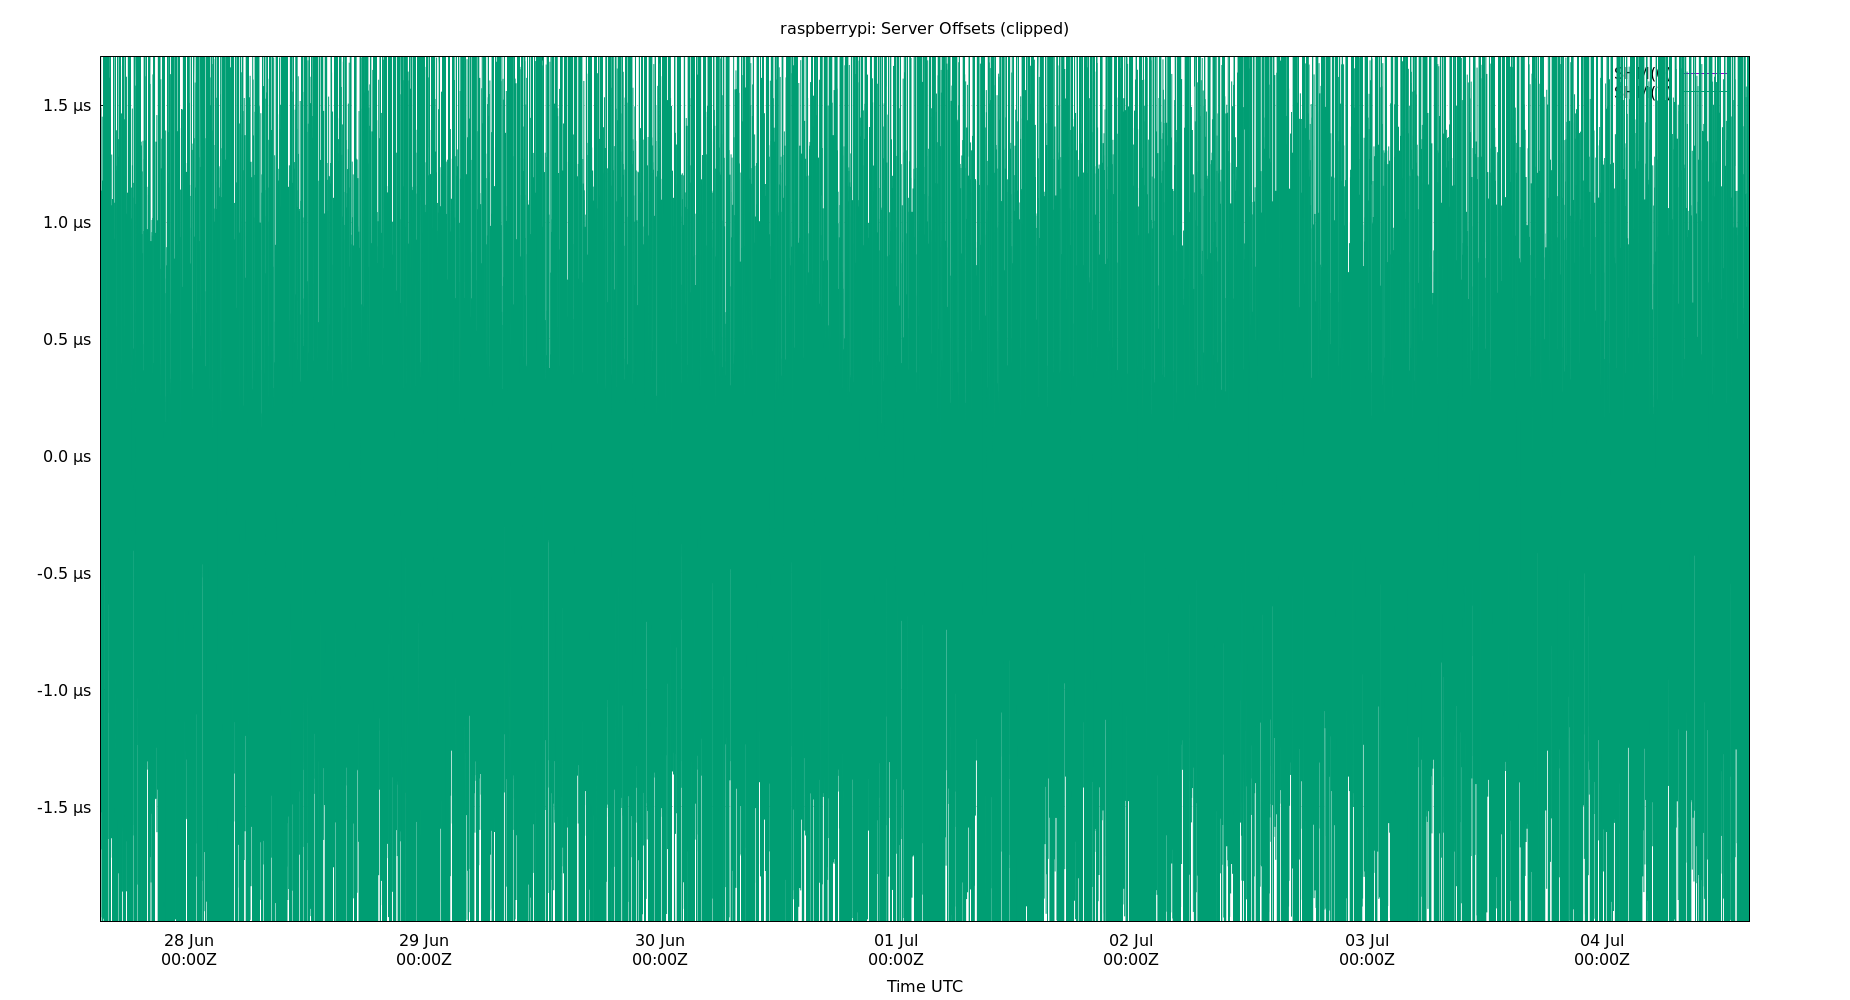 raspberrypi: Server Offsets (clipped)
1.5 µs
1.0 µs
0.5 µs
0.0 µs
-0.5 µs
-1.0 µs
-1.5 µs
28 Jun
00:00Z
29 Jun
00:00Z
30 Jun
00:00Z
01 Jul
00:00Z
02 Jul
00:00Z
03 Jul
00:00Z
04 Jul
00:00Z
Time UTC